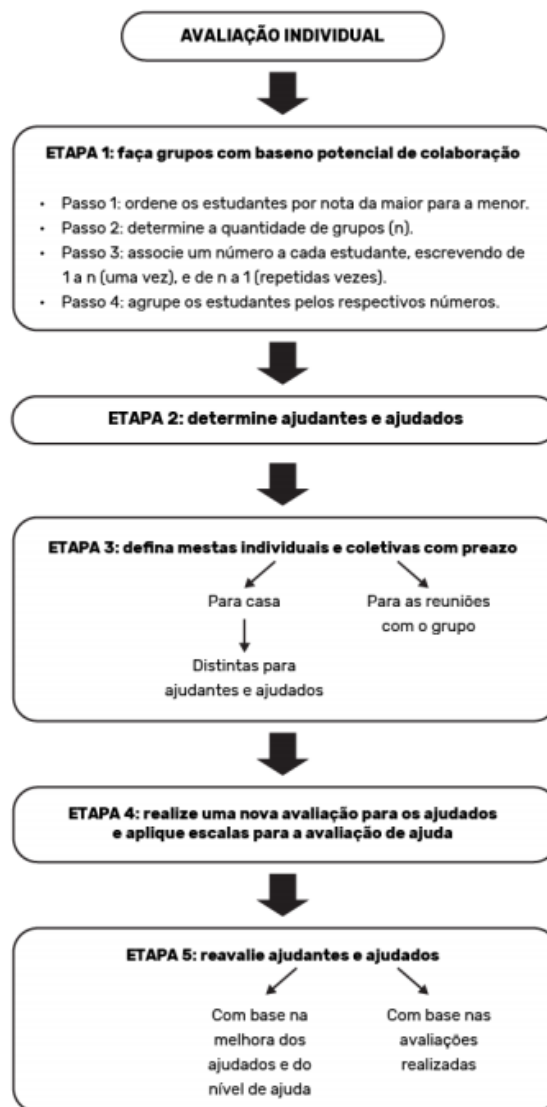 AVALIAÇÃO INDIVIDUAL
ETAPA 1: faça grupos com baseno potencial de colaboração
• Passo 1: ordene os estudantes por nota da maior para a menor.
• Passo 2: determine a quantidade de grupos (n).
• Passo 3: associe um número a cada estudante, escrevendo de
1 a n (uma vez), e de n a 1 (repetidas vezes).
• Passo 4: agrupe os estudantes pelos respectivos números.
ETAPA 2: determine ajudantes e ajudados
ETAPA 3: defina mestas individuais e coletivas com preazo
Para casa
Distintas para
ajudantes e ajudados
Para as reuniões
com o grupo
ETAPA 4: realize uma nova avaliação para os ajudados
e aplique escalas para a avaliação de ajuda
ETAPA 5: reavalie ajudantes e ajudados
Com base na
melhora dos
ajudados e do
nível de ajuda
Com base nas
avaliações
realizadas